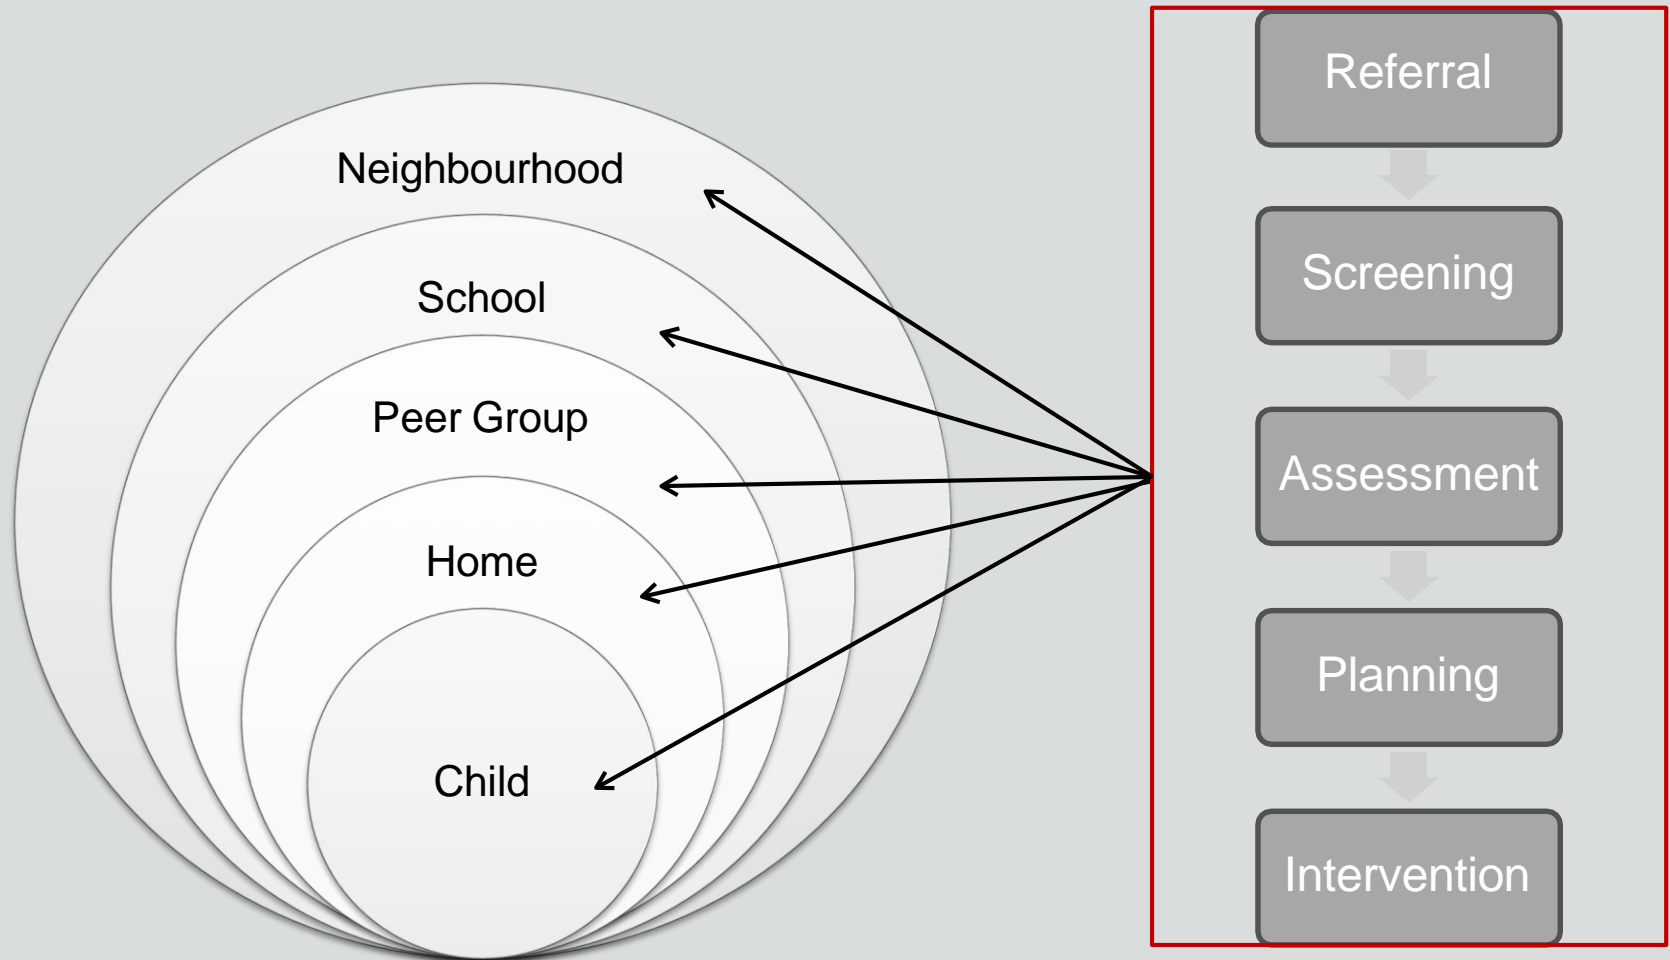 Neighbourhood
School
Peer Group
Home
Child
Referral
Screening
Assessment
Planning
Intervention